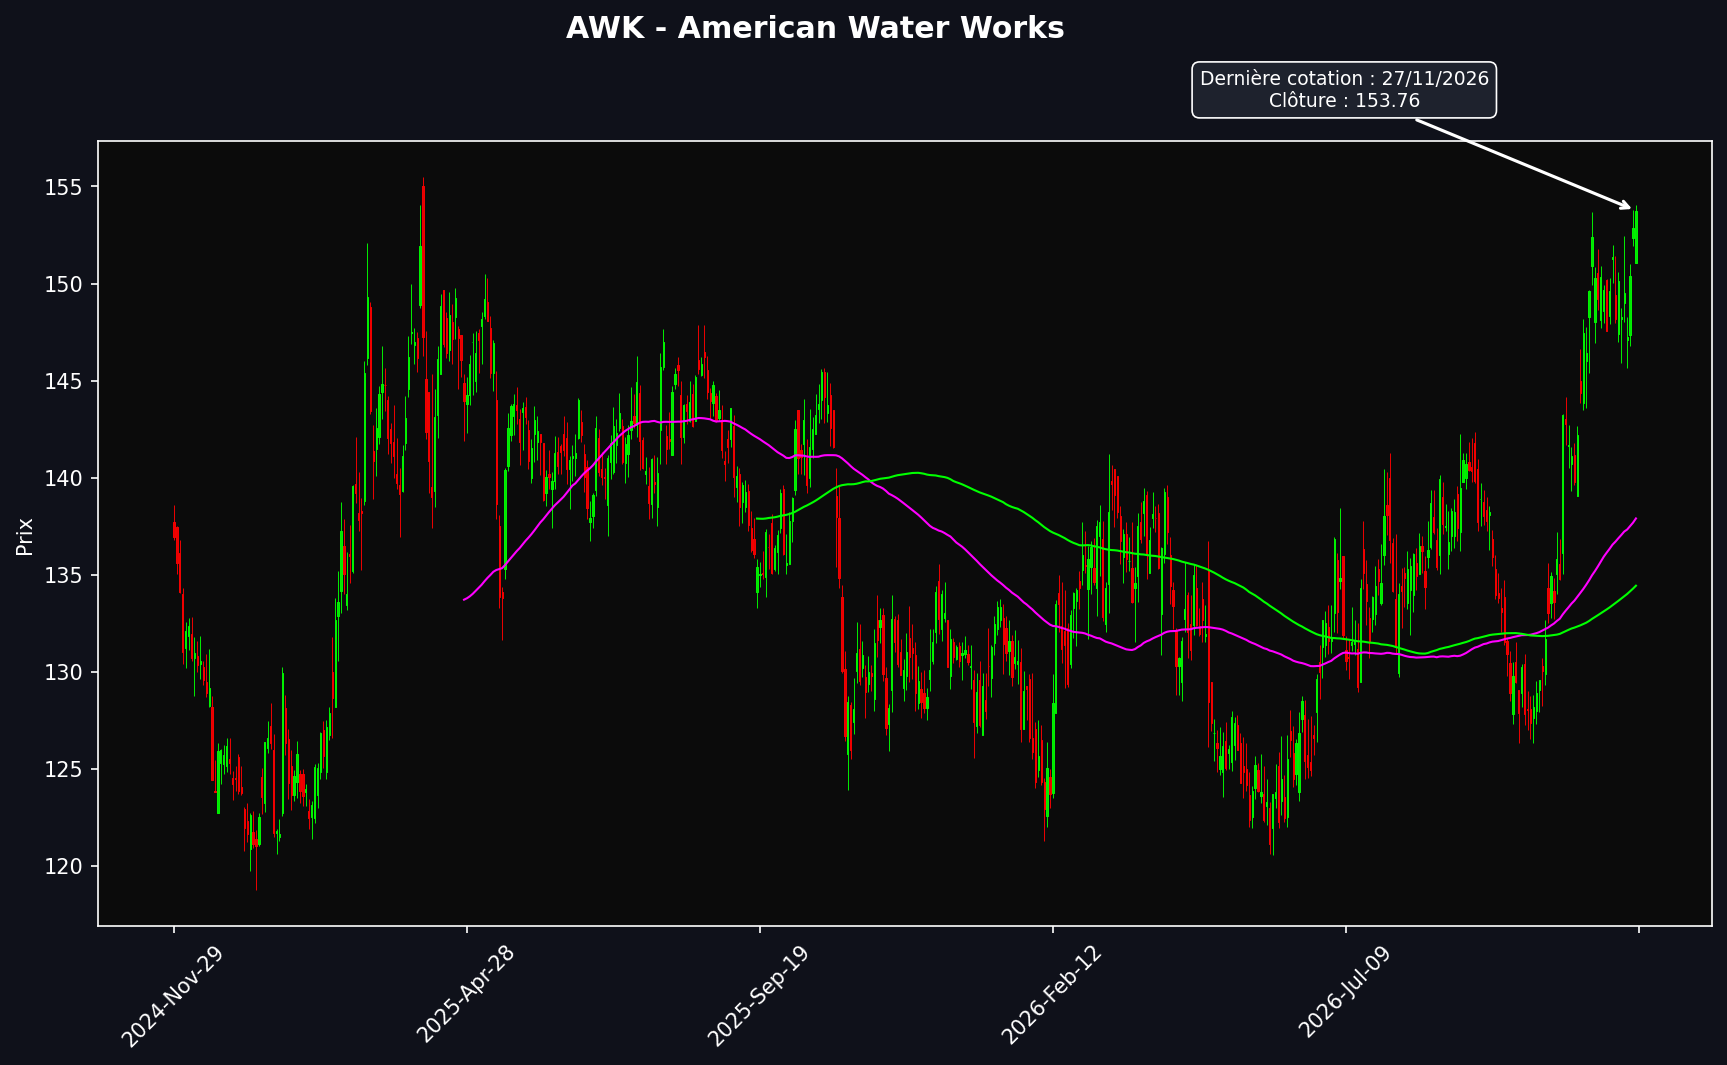 AWK - American Water Works
Dernière cotation : 27/11/2026
Clôture : 153.76
Prix
155
150
145
140
135
130
125
120
2024-Nov-29
2025-Apr-28
2025-Sep-19
2026-Feb-12
2026-Jul-09